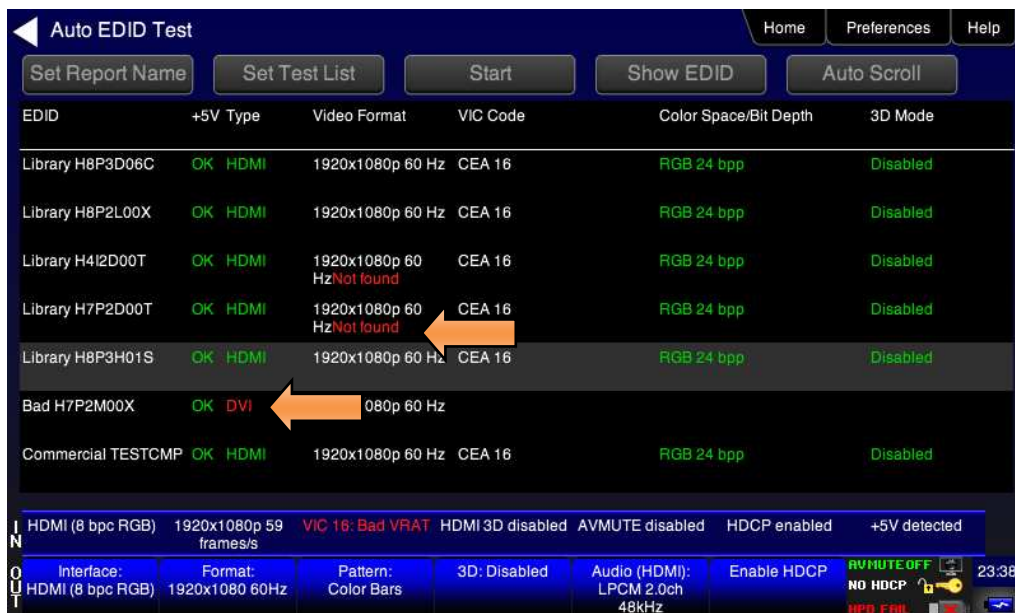 Auto EDID Test
Home Preferences Help
Set Report Name Set Test List Start Show EDID Auto Scroll
EDID +5V Type Video Format VIC Code Color Space/Bit Depth 3D Mode
Library H8P3D06C OK HDMI 1920x1080p 60 Hz CEA 16 RGB 24 bpp Disabled
Library H8P2L00X OK HDMI 1920x1080p 60 Hz CEA 16 RGB 24 bpp Disabled
Library H4I2D00T OK HDMI 1920x1080p 60 CEA 16 RGB 24 bpp Disabled
HzNot found
Library H7P2D00T OK HDMI 1920x1080p 60 CEA 16 RGB 24 bpp Disabled
HzNot found
Library H8P3H01S OK HDMI 1920x1080p 60 Hz CEA 16 RGB 24 bpp Disabled
Bad H7P2M00X OK DVI 080p 60 Hz
Commercial TESTCMP OK HDMI 1920x1080p 60 Hz CEA 16 RGB 24 bpp Disabled
IN HDMI (8 bpc RGB) 1920x1080p 59 VIC 16: Bad VRAT HDMI 3D disabled AVMUTE disabled HDCP enabled +5V detected
frames/s
OUT Interface: Format: Pattern: 3D: Disabled Audio (HDMI): Enable HDCP AVMUTEOFF 23:38
HDMI (8 bpc RGB) 1920x1080 60Hz Color Bars LPCM 2.0ch NO HDCP
48kHz HPD FAIL